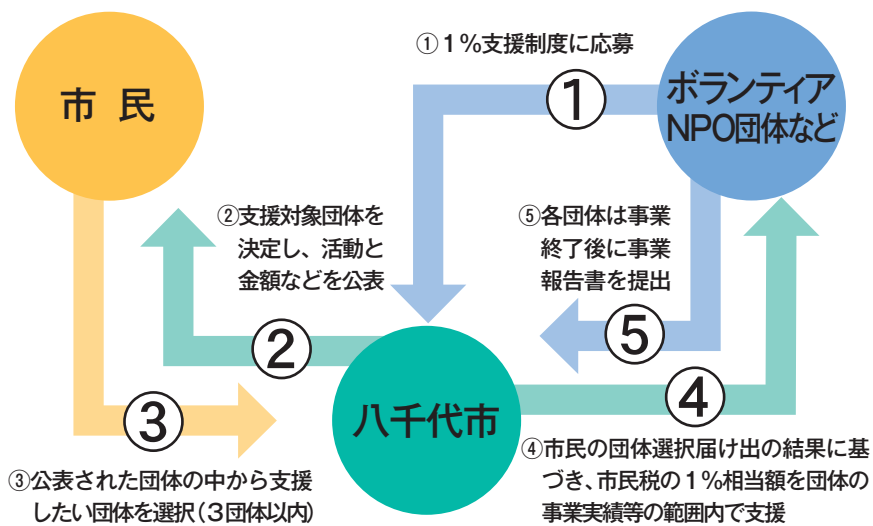 ①1%支援制度に応募
市民
ボランティア
NPO団体など
1
②支援対象団体を
決定し、活動と
金額などを公表
⑤各団体は事業
終了後に事業
報告書を提出
2
5
3
八千代市
4
③公表された団体の中から支援
したい団体を選択(3団体以内)
④市民の団体選択届け出の結果に基
づき、市民税の1%相当額を団体の
事業実績等の範囲内で支援